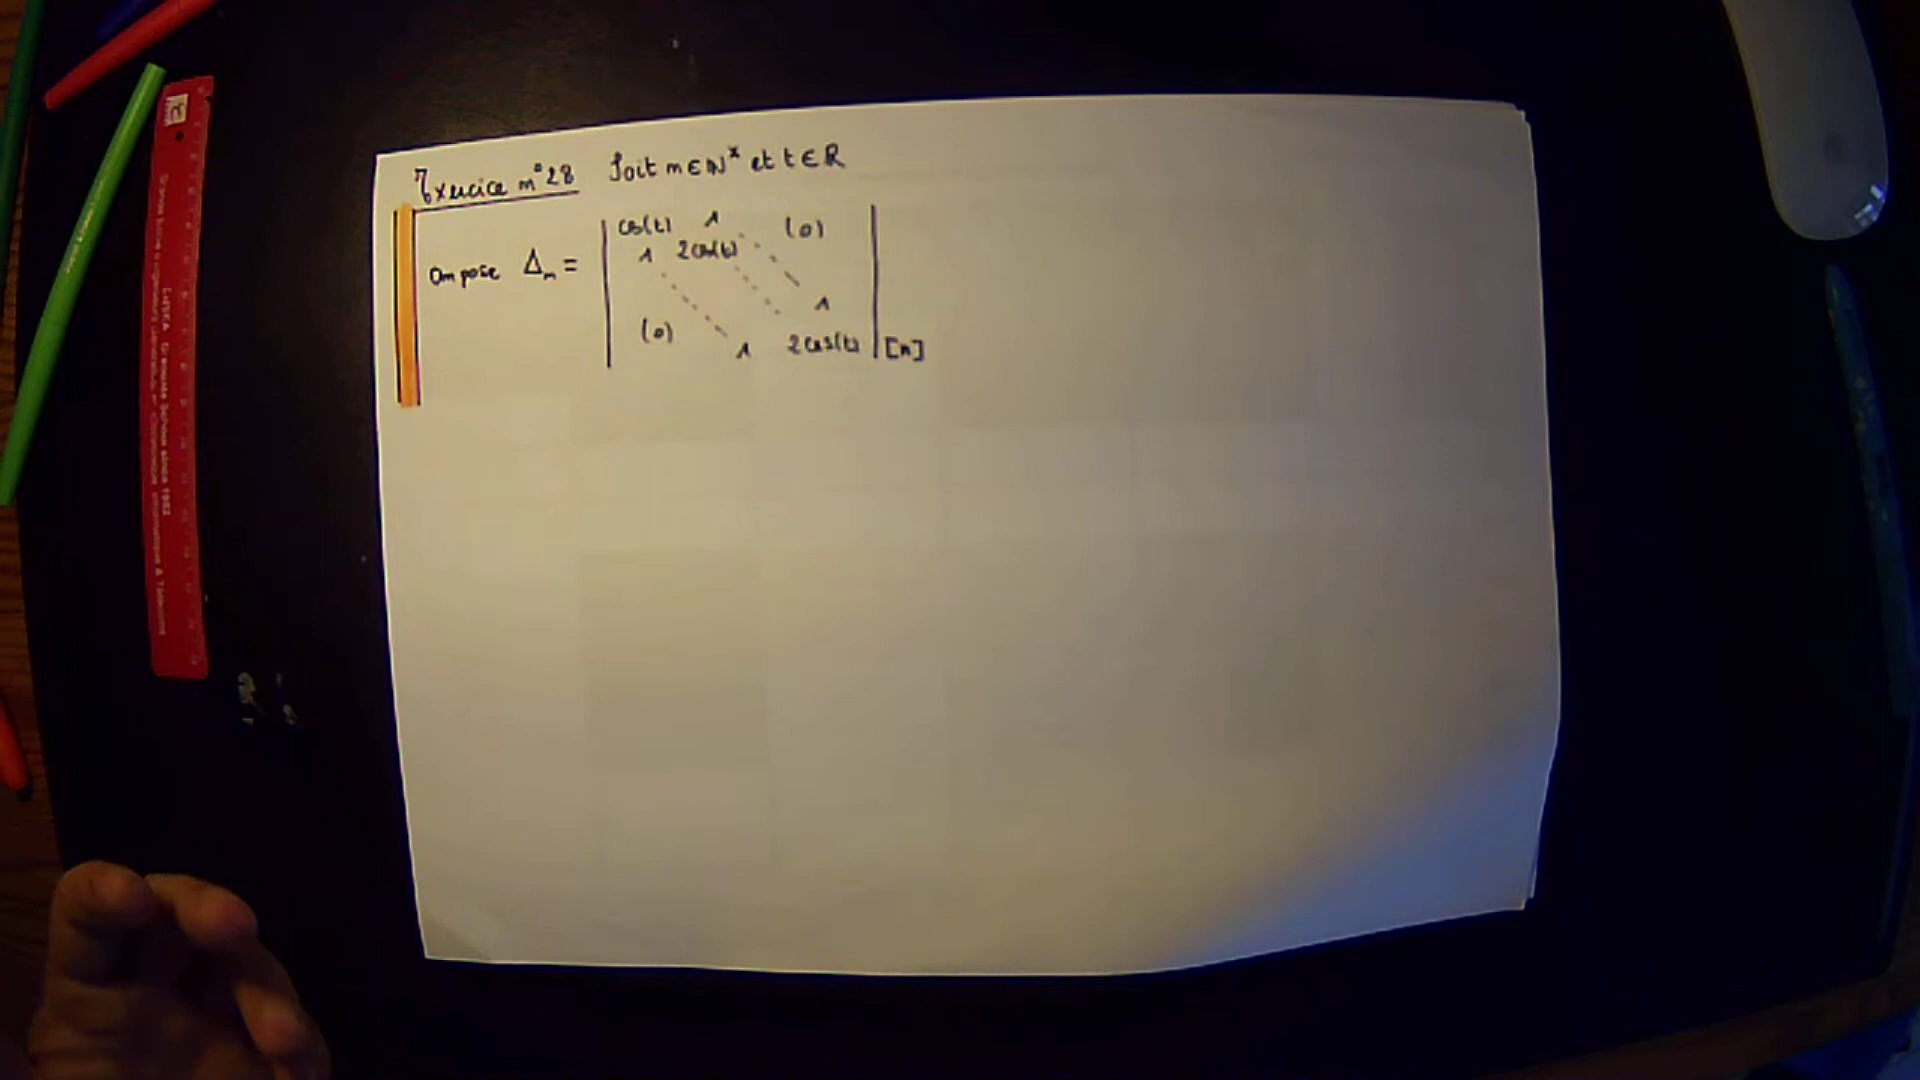 Exercice n°28 Soit n∈ℕ* et t∈ℝ
on pose Δn =
cos(t) 1 (0)
1 2cos(t)
1
(0)
1 2cos(t) [n]